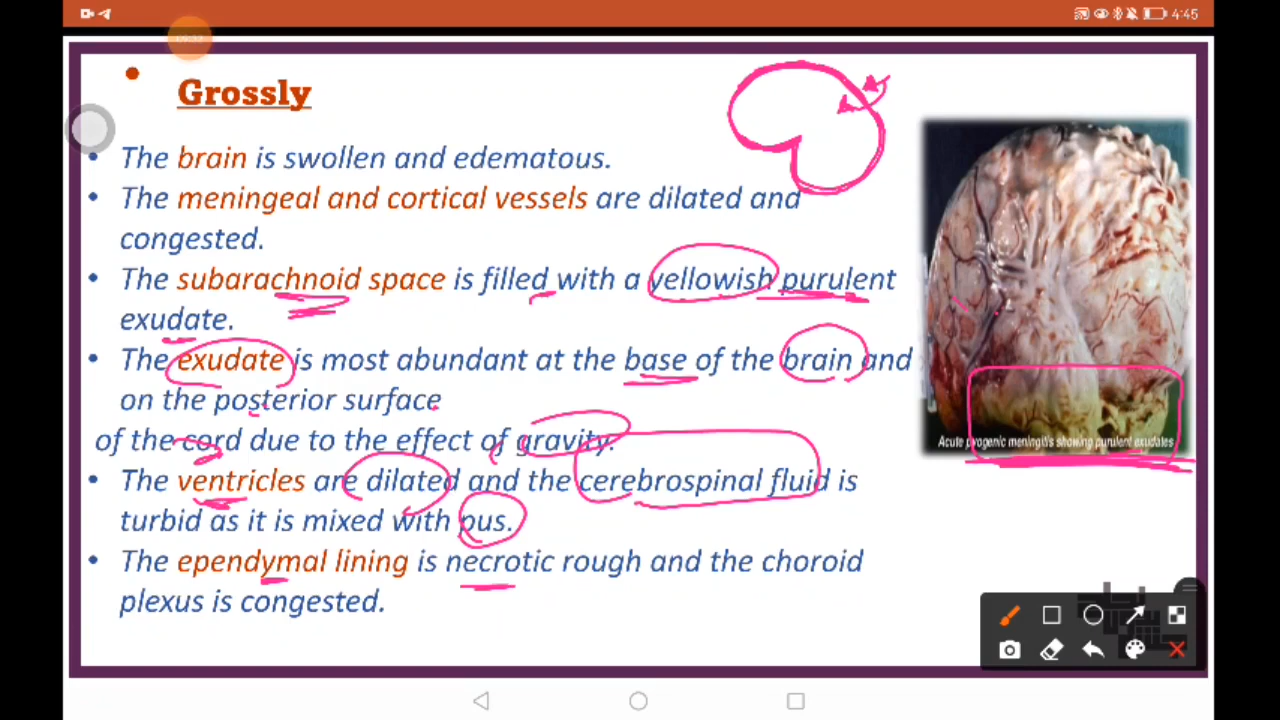 4:45
Grossly
• The brain is swollen and edematous.
• The meningeal and cortical vessels are dilated and
congested.
• The subarachnoid space is filled with a yellowish purulent
exudate.
• The exudate is most abundant at the base of the brain and
on the posterior surface
of the cord due to the effect of gravity.
• The ventricles are dilated and the cerebrospinal fluid is
turbid as it is mixed with pus.
• The ependymal lining is necrotic rough and the choroid
plexus is congested.
Acute pyogenic meningitis showing purulent exudates